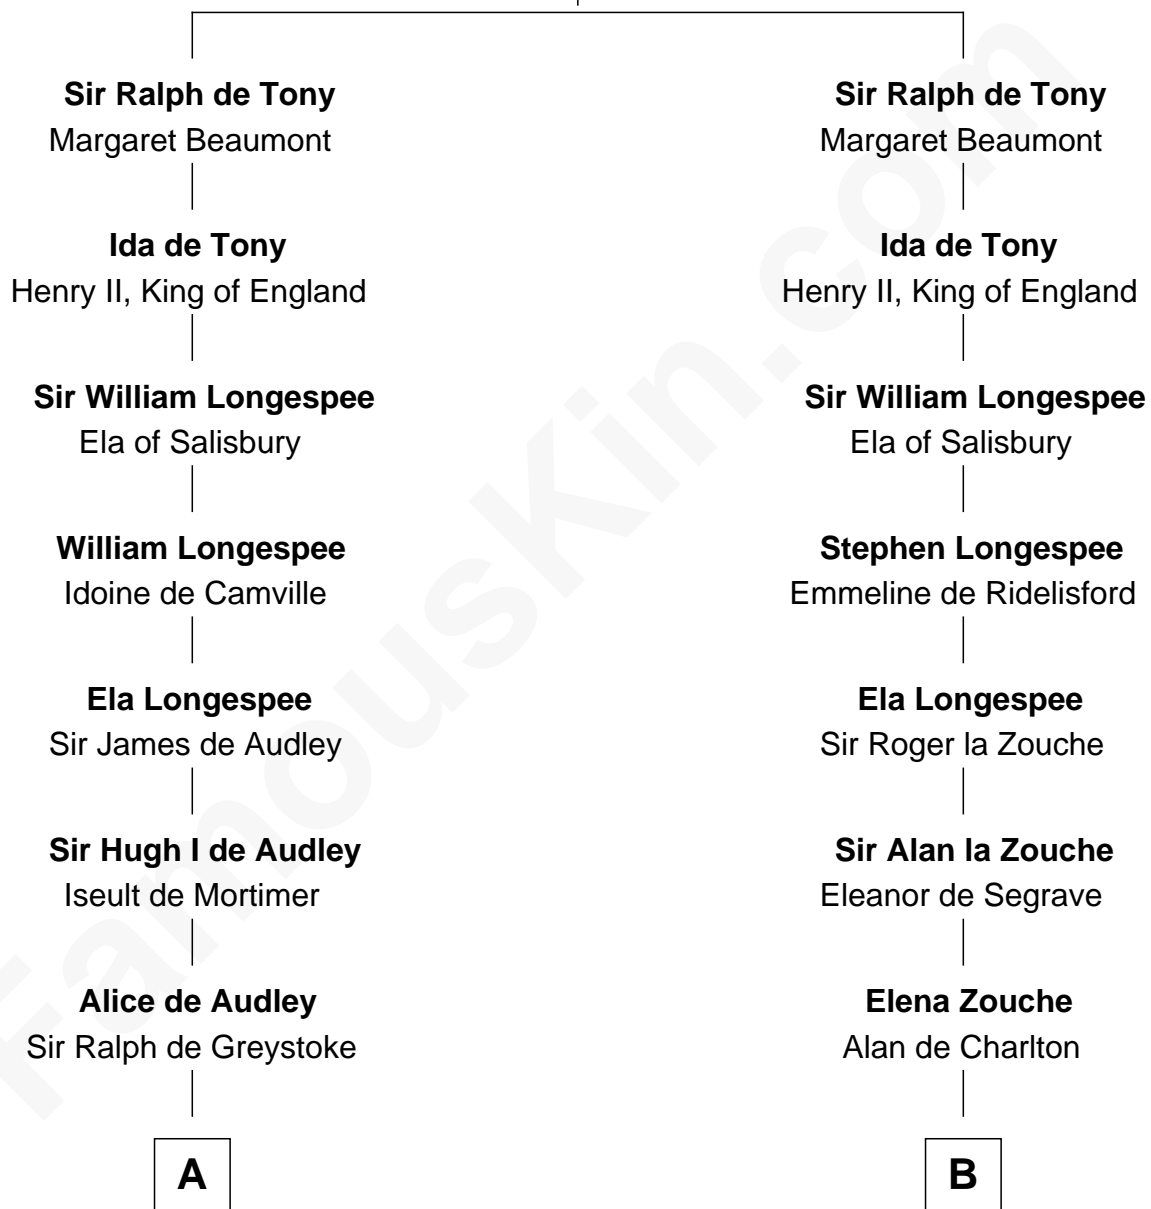 Sir Ralph de Tony
Margaret Beaumont
Ida de Tony
Henry II, King of England
Sir William Longespee
Ela of Salisbury
William Longespee
Idoine de Camville
Ela Longespee
Sir James de Audley
Sir Hugh I de Audley
Iseult de Mortimer
Alice de Audley
Sir Ralph de Greystoke
A
Sir Ralph de Tony
Margaret Beaumont
Ida de Tony
Henry II, King of England
Sir William Longespee
Ela of Salisbury
Stephen Longespee
Emmeline de Ridelisford
Ela Longespee
Sir Roger la Zouche
Sir Alan la Zouche
Eleanor de Segrave
Elena Zouche
Alan de Charlton
B
FamousKin.com